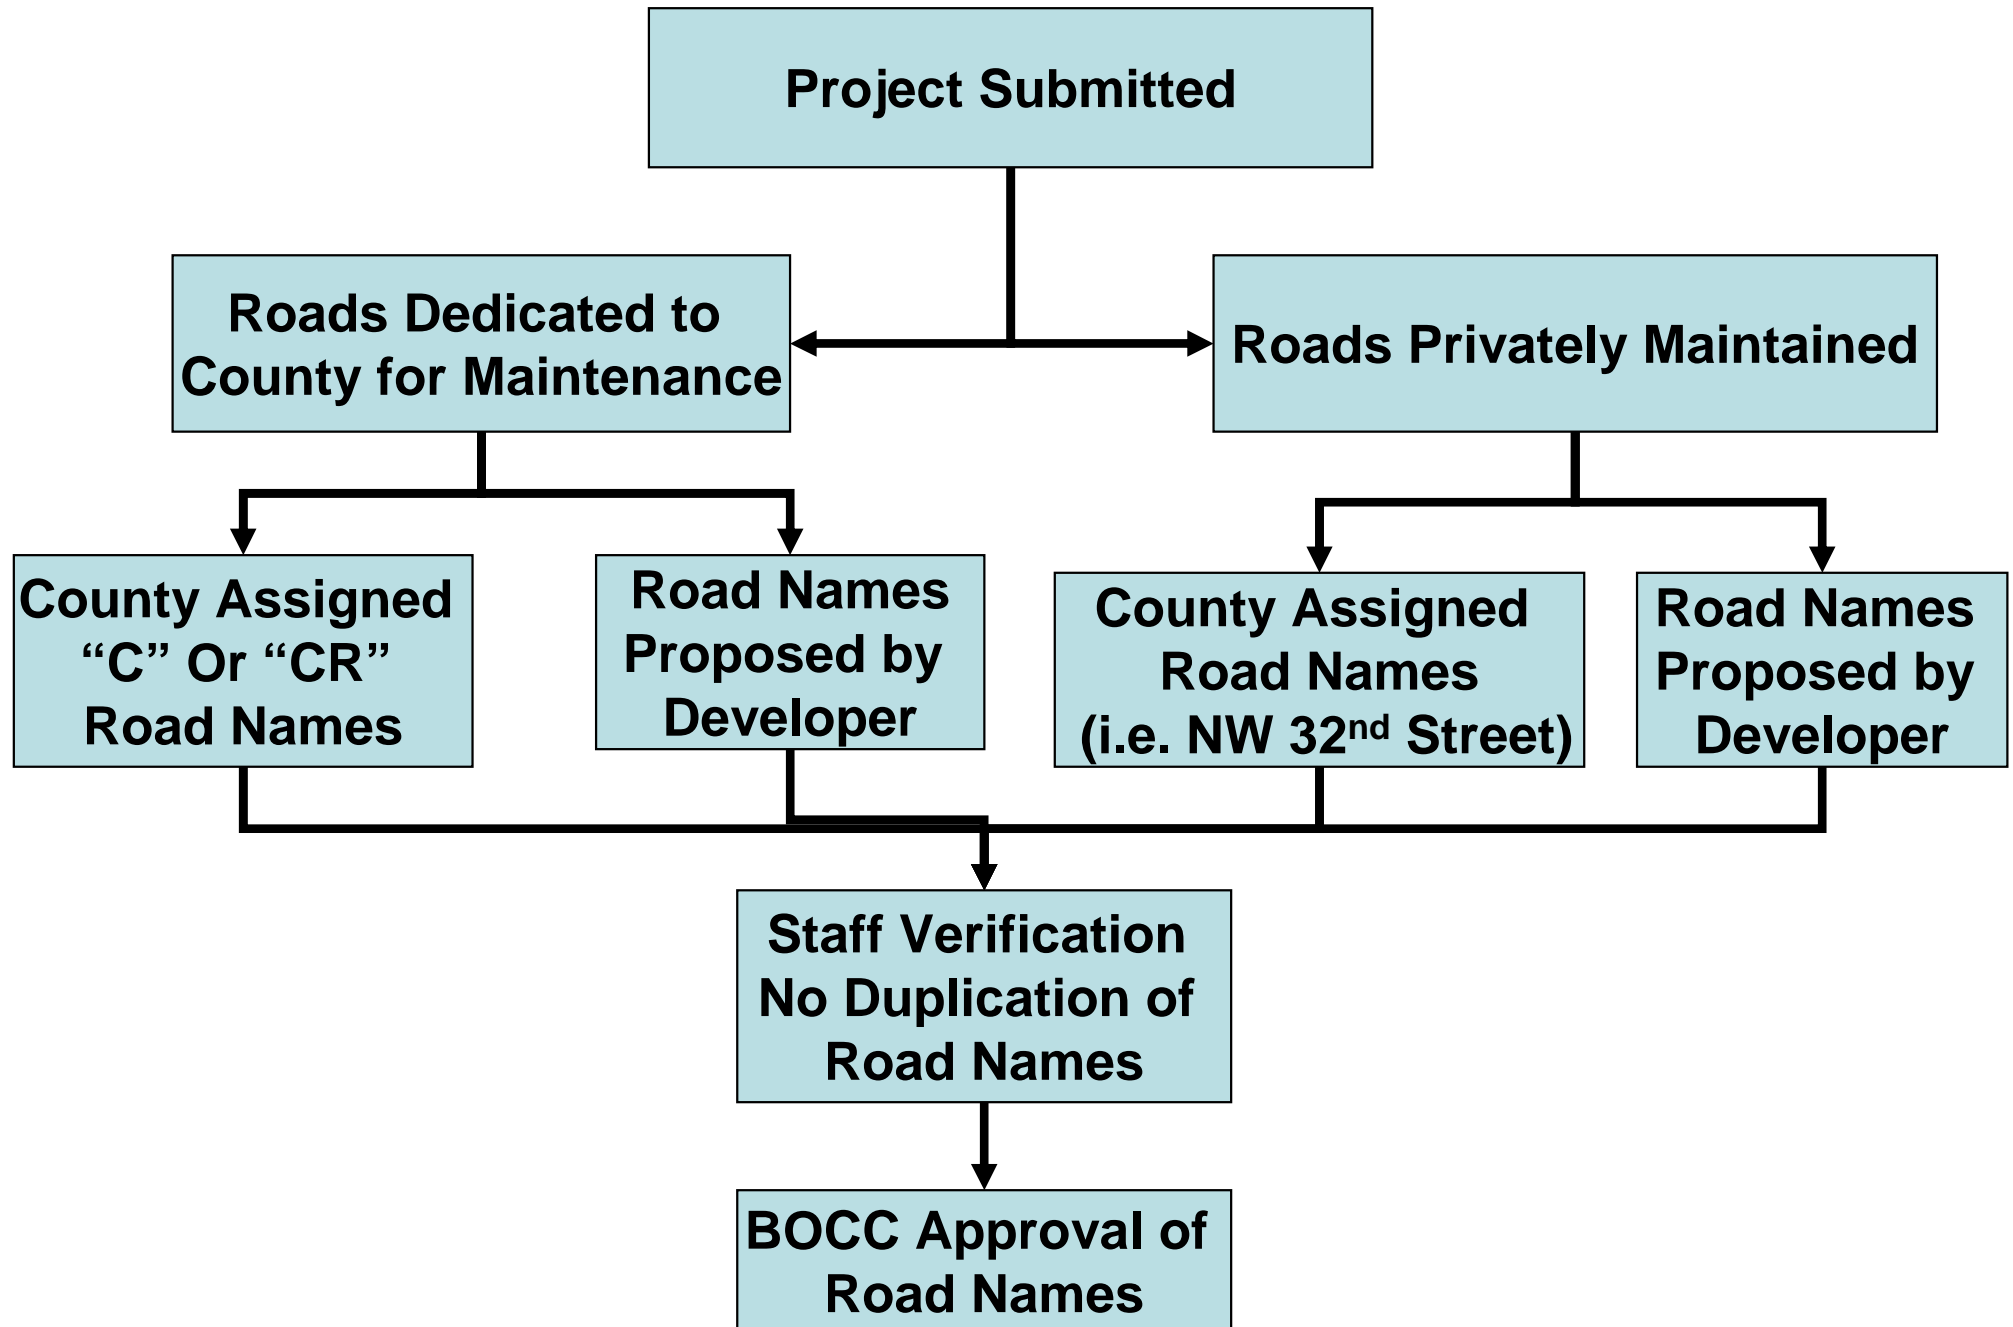 Project Submitted
Roads Dedicated to
County for Maintenance
Roads Privately Maintained
County Assigned
“C” Or “CR”
Road Names
Road Names
Proposed by
Developer
County Assigned
Road Names
(i.e. NW 32nd Street)
Road Names
Proposed by
Developer
Staff Verification
No Duplication of
Road Names
BOCC Approval of
Road Names